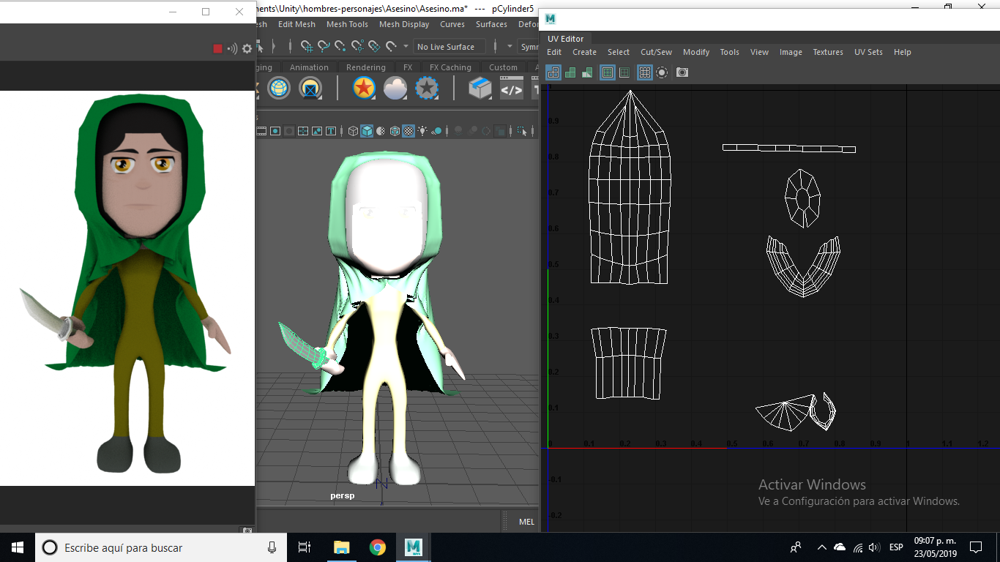 ments\Unity\hombres-personajes\Asesino\Asesino.ma* --- pCylinder5
esh Edit Mesh Mesh Tools Mesh Display Curves Surfaces Defor
No Live Surface Symm
ging Animation Rendering FX FX Caching Custom A
s
persp
MEL
UV Editor
Edit Create Select Cut/Sew Modify Tools View Image Textures UV Sets Help
1
0.9
0.8
0.7
0.6
0.5
0.4
0.3
0.2
0.1
0 0.1 0.2 0.3 0.4 0.5 0.6 0.7 0.8 0.9 1 1.1 1.2
-0.1
-0.2
Activar Windows
Ve a Configuración para activar Windows.
Escribe aquí para buscar
ESP
09:07 p. m.
23/05/2019